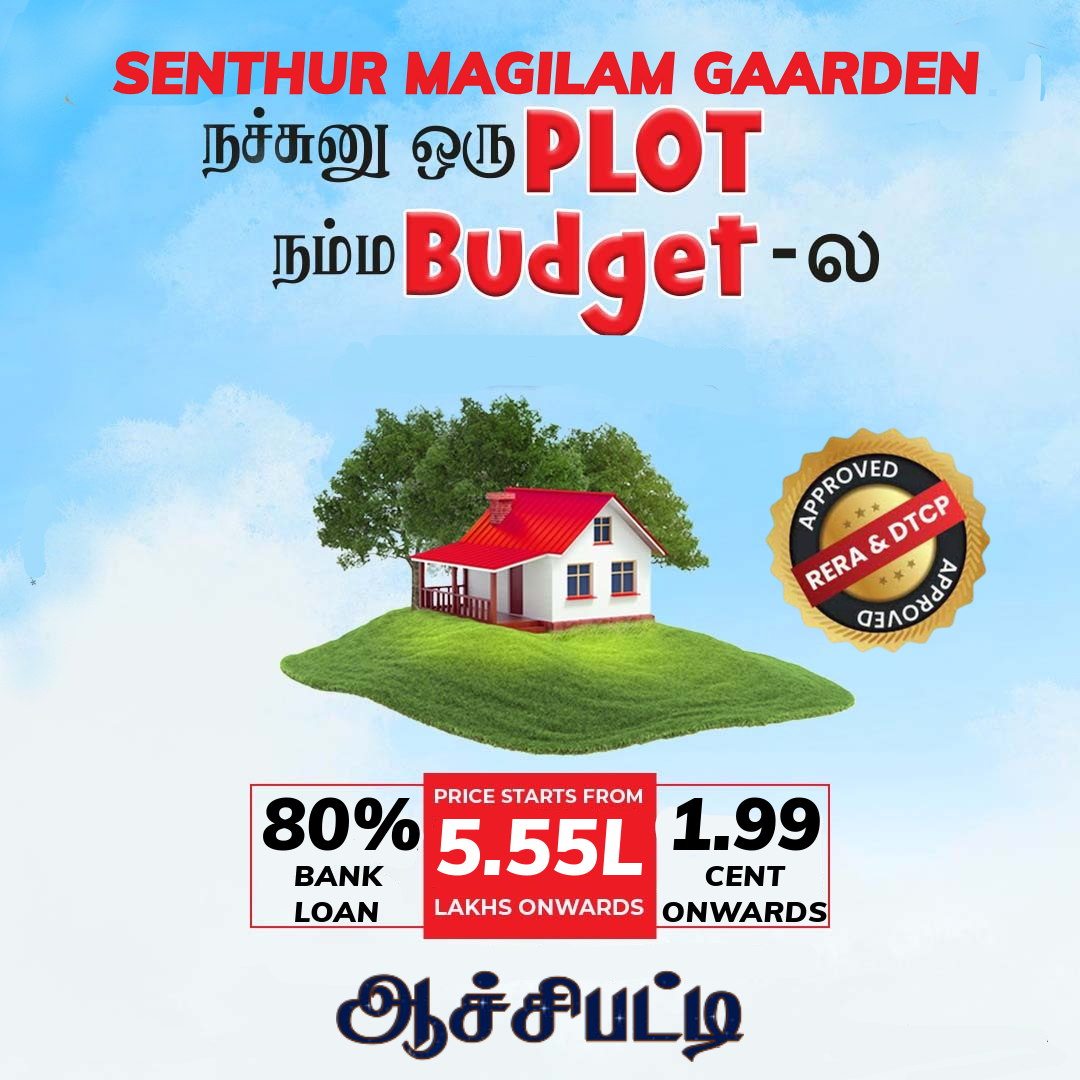 SENTHUR MAGILAM GAARDEN
நச்சுனு ஒரு PLOT
நம்ம Budget -ல
APPROVED
RERA & DTCP
APPROVED
80%
BANK
LOAN
PRICE STARTS FROM
5.55L
LAKHS ONWARDS
1.99
CENT
ONWARDS
ஆச்சிபட்டி